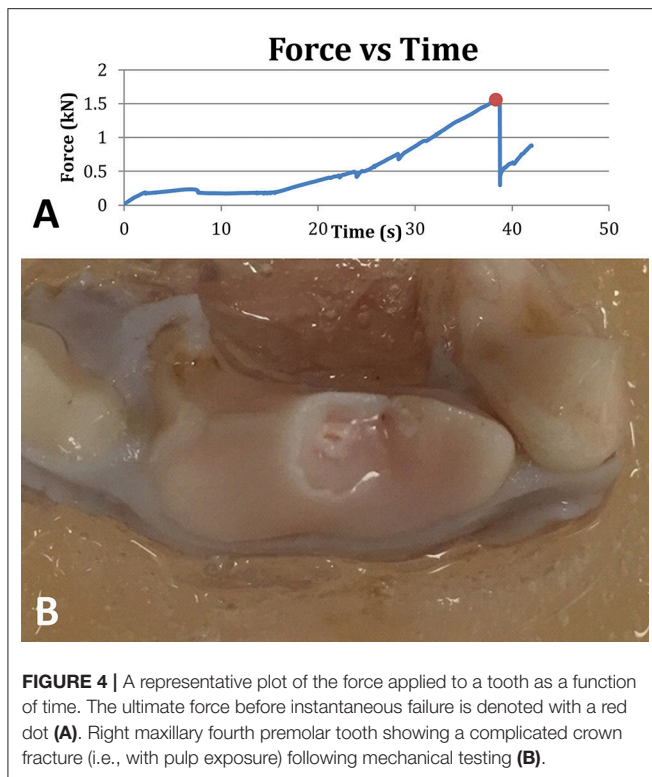 Force vs Time
2
1.5
1
0.5
0
Force (kN)
0 10 20 30 40 50
Time (s)
A
B
FIGURE 4 | A representative plot of the force applied to a tooth as a function
of time. The ultimate force before instantaneous failure is denoted with a red
dot (A). Right maxillary fourth premolar tooth showing a complicated crown
fracture (i.e., with pulp exposure) following mechanical testing (B).